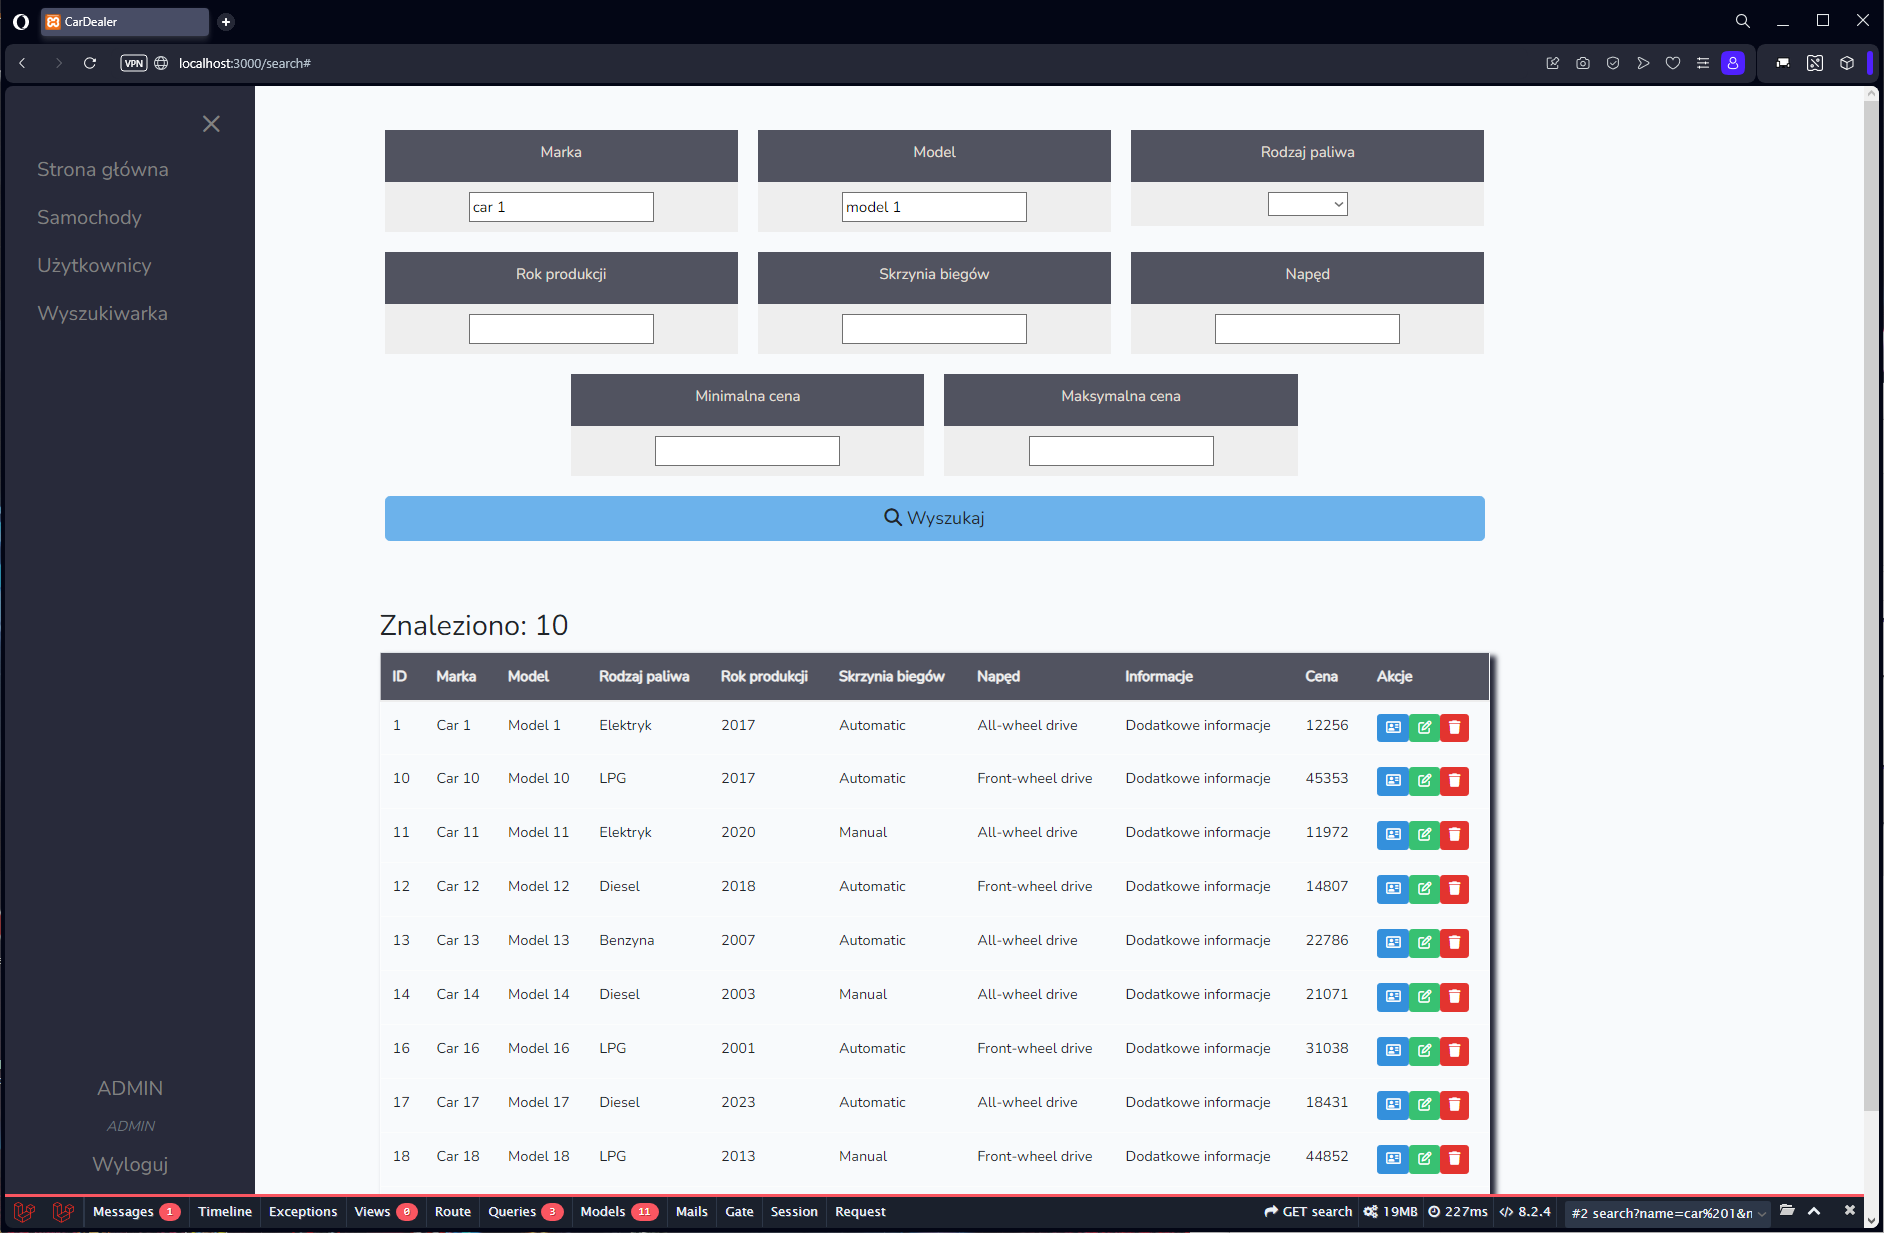 CarDealer
VPN localhost:3000/search#
Strona główna
Samochody
Użytkownicy
Wyszukiwarka
ADMIN
ADMIN
Wyloguj
Marka Model Rodzaj paliwa
car 1 model 1
Rok produkcji Skrzynia biegów Napęd
Minimalna cena Maksymalna cena
Wyszukaj
Znaleziono: 10
ID Marka Model Rodzaj paliwa Rok produkcji Skrzynia biegów Napęd Informacje Cena Akcje
1 Car 1 Model 1 Elektryk 2017 Automatic All-wheel drive Dodatkowe informacje 12256
10 Car 10 Model 10 LPG 2017 Automatic Front-wheel drive Dodatkowe informacje 45353
11 Car 11 Model 11 Elektryk 2020 Manual All-wheel drive Dodatkowe informacje 11972
12 Car 12 Model 12 Diesel 2018 Automatic Front-wheel drive Dodatkowe informacje 14807
13 Car 13 Model 13 Benzyna 2007 Automatic All-wheel drive Dodatkowe informacje 22786
14 Car 14 Model 14 Diesel 2003 Manual All-wheel drive Dodatkowe informacje 21071
16 Car 16 Model 16 LPG 2001 Automatic Front-wheel drive Dodatkowe informacje 31038
17 Car 17 Model 17 Diesel 2023 Automatic All-wheel drive Dodatkowe informacje 18431
18 Car 18 Model 18 LPG 2013 Manual Front-wheel drive Dodatkowe informacje 44852
Messages 1 Timeline Exceptions Views 0 Route Queries 3 Models 11 Mails Gate Session Request GET search 19MB 227ms 8.2.4 #2 search?name=car%201&m